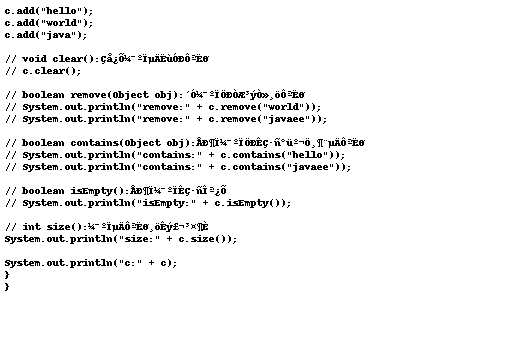 c.add("hello");
c.add("world");
c.add("java");
// void clear():Çå¿Õ¼¯ºÏµÄËùÓÐÔªËØ
// c.clear();
// boolean remove(Object obj):´Ó¼¯ºÏÖÐÒÆ³ýÒ»¸öÔªËØ
// System.out.println("remove:" + c.remove("world"));
// System.out.println("remove:" + c.remove("javaee"));
// boolean contains(Object obj):ÅÐ¶Ï¼¯ºÏÖÐÊÇ·ñ°üº¬Ö¸¶¨µÄÔªËØ
// System.out.println("contains:" + c.contains("hello"));
// System.out.println("contains:" + c.contains("javaee"));
// boolean isEmpty():ÅÐ¶Ï¼¯ºÏÊÇ·ñÎª¿Õ
// System.out.println("isEmpty:" + c.isEmpty());
// int size():¼¯ºÏµÄÔªËØ¸öÊý£¬³¤¶È
System.out.println("size:" + c.size());
System.out.println("c:" + c);
}
}